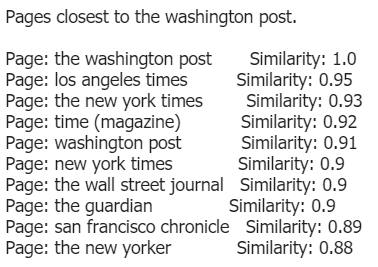 Pages closest to the washington post.
Page: the washington post Similarity: 1.0
Page: los angeles times Similarity: 0.95
Page: the new york times Similarity: 0.93
Page: time (magazine) Similarity: 0.92
Page: washington post Similarity: 0.91
Page: new york times Similarity: 0.9
Page: the wall street journal Similarity: 0.9
Page: the guardian Similarity: 0.9
Page: san francisco chronicle Similarity: 0.89
Page: the new yorker Similarity: 0.88